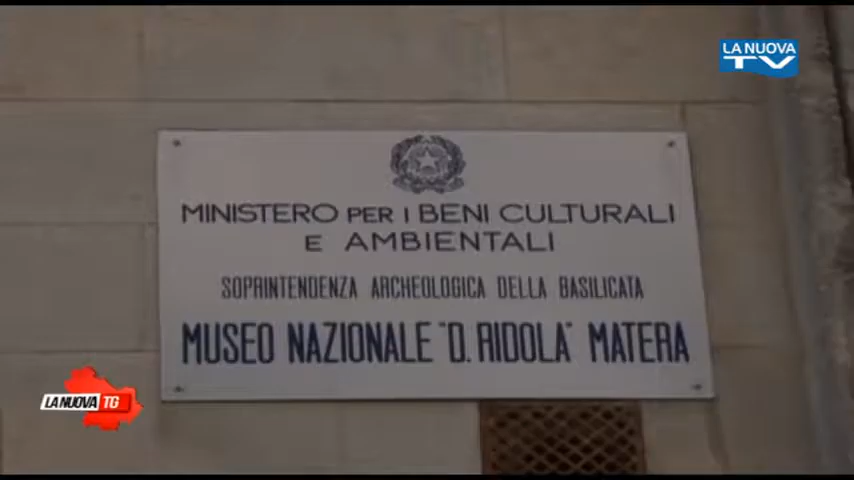 LA NUOVA
TV
MINISTERO PER I BENI CULTURALI
E AMBIENTALI
SOPRINTENDENZA ARCHEOLOGICA DELLA BASILICATA
MUSEO NAZIONALE "D. RIDOLA" MATERA
LA NUOVA TG